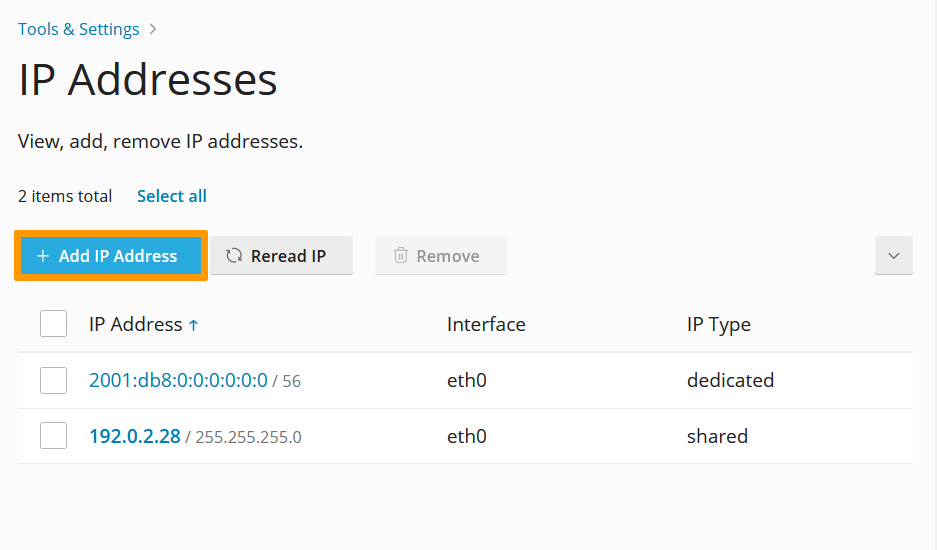 Tools & Settings
IP Addresses
View, add, remove IP addresses.
2 items total Select all
Add IP Address Reread IP Remove
IP Address Interface IP Type
2001:db8:0:0:0:0:0:0 / 56 eth0 dedicated
192.0.2.28 / 255.255.255.0 eth0 shared